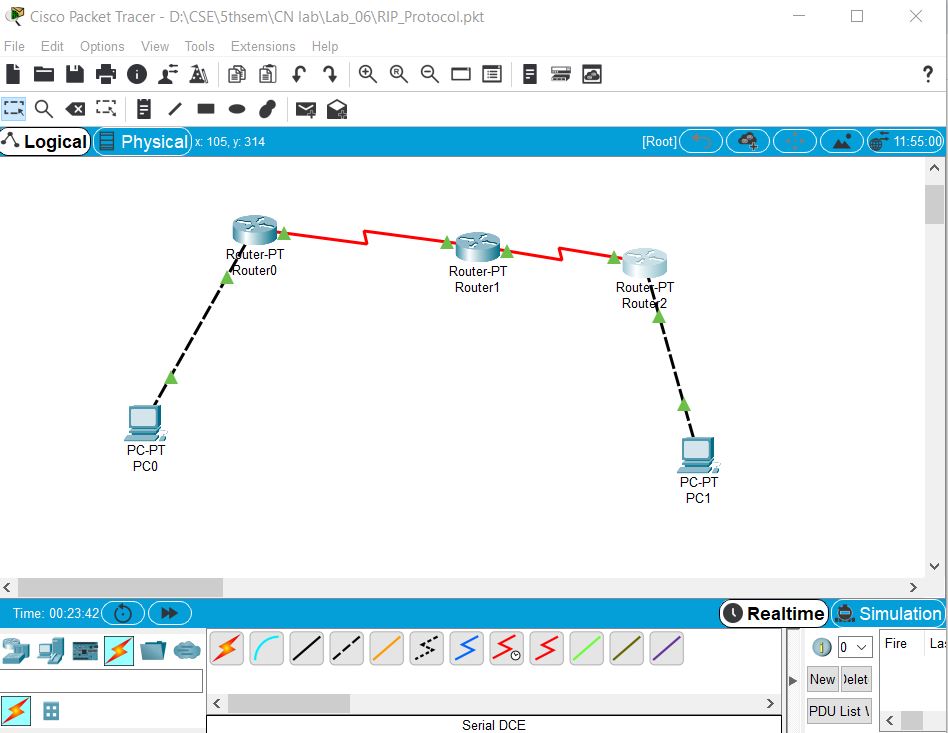 Cisco Packet Tracer - D:\CSE\5thsem\CN lab\Lab_06\RIP_Protocol.pkt
File Edit Options View Tools Extensions Help
Logical Physical x: 105, y: 314 [Root] 11:55:00
Router-PT
Router0
Router-PT
Router1
Router-PT
Router2
PC-PT
PC0
PC-PT
PC1
Time: 00:23:42 Realtime Simulation
0 Fire Las
New Delet
PDU List \
Serial DCE